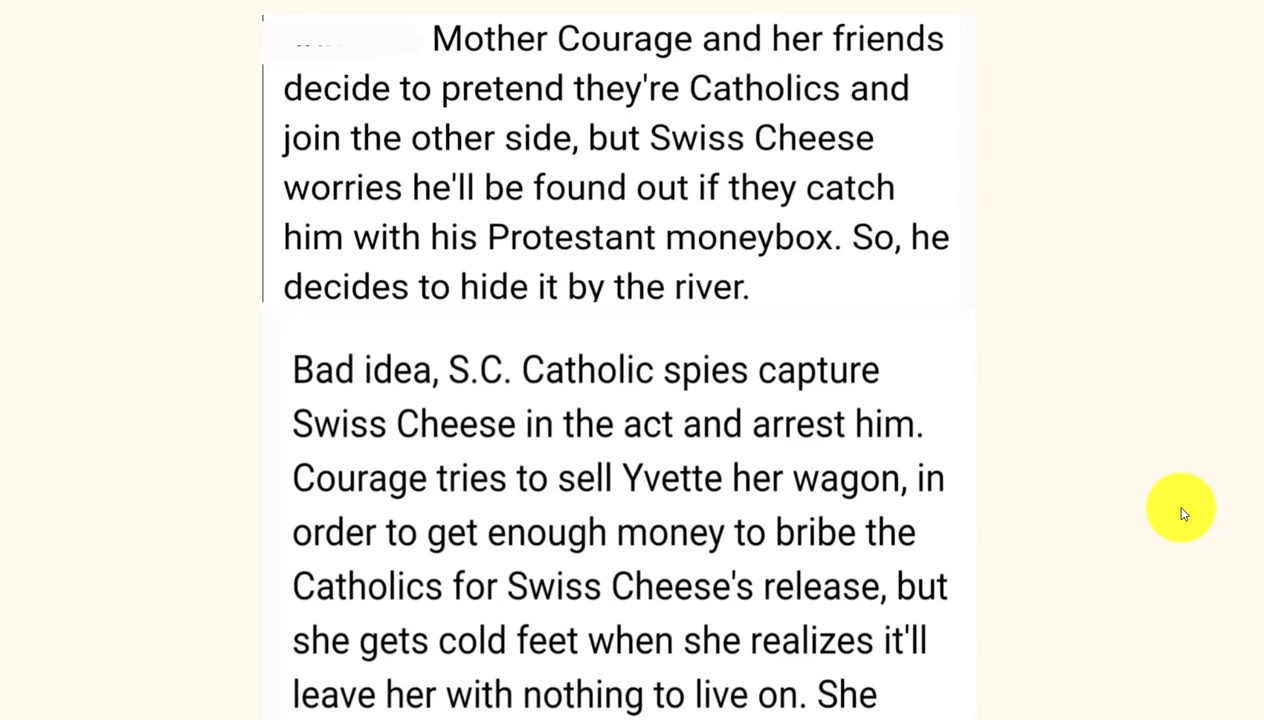 Mother Courage and her friends
decide to pretend they're Catholics and
join the other side, but Swiss Cheese
worries he'll be found out if they catch
him with his Protestant moneybox. So, he
decides to hide it by the river.
Bad idea, S.C. Catholic spies capture
Swiss Cheese in the act and arrest him.
Courage tries to sell Yvette her wagon, in
order to get enough money to bribe the
Catholics for Swiss Cheese's release, but
she gets cold feet when she realizes it'll
leave her with nothing to live on. She